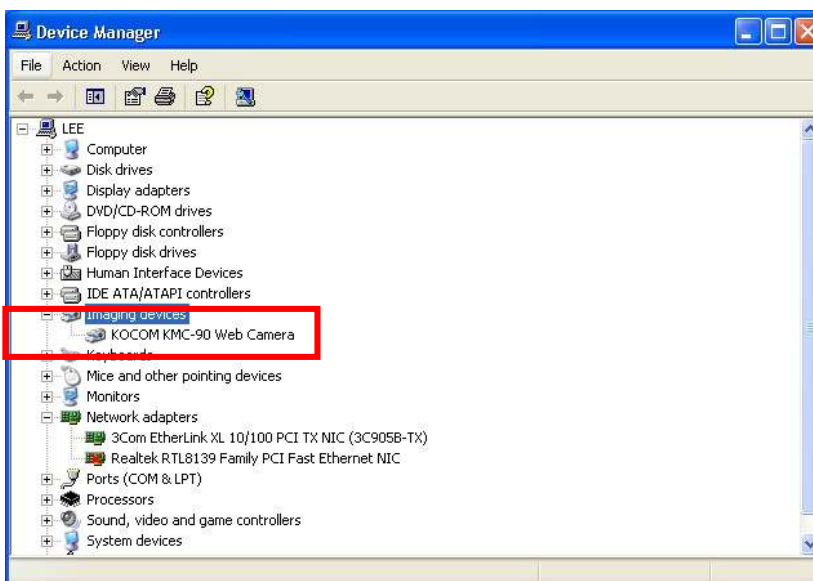 Device Manager
File Action View Help
LEE
Computer
Disk drives
Display adapters
DVD/CD-ROM drives
Floppy disk controllers
Floppy disk drives
Human Interface Devices
IDE ATA/ATAPI controllers
Imaging devices
KOCOM KMC-90 Web Camera
Keyboards
Mice and other pointing devices
Monitors
Network adapters
3Com EtherLink XL 10/100 PCI TX NIC (3C905B-TX)
Realtek RTL8139 Family PCI Fast Ethernet NIC
Ports (COM & LPT)
Processors
Sound, video and game controllers
System devices